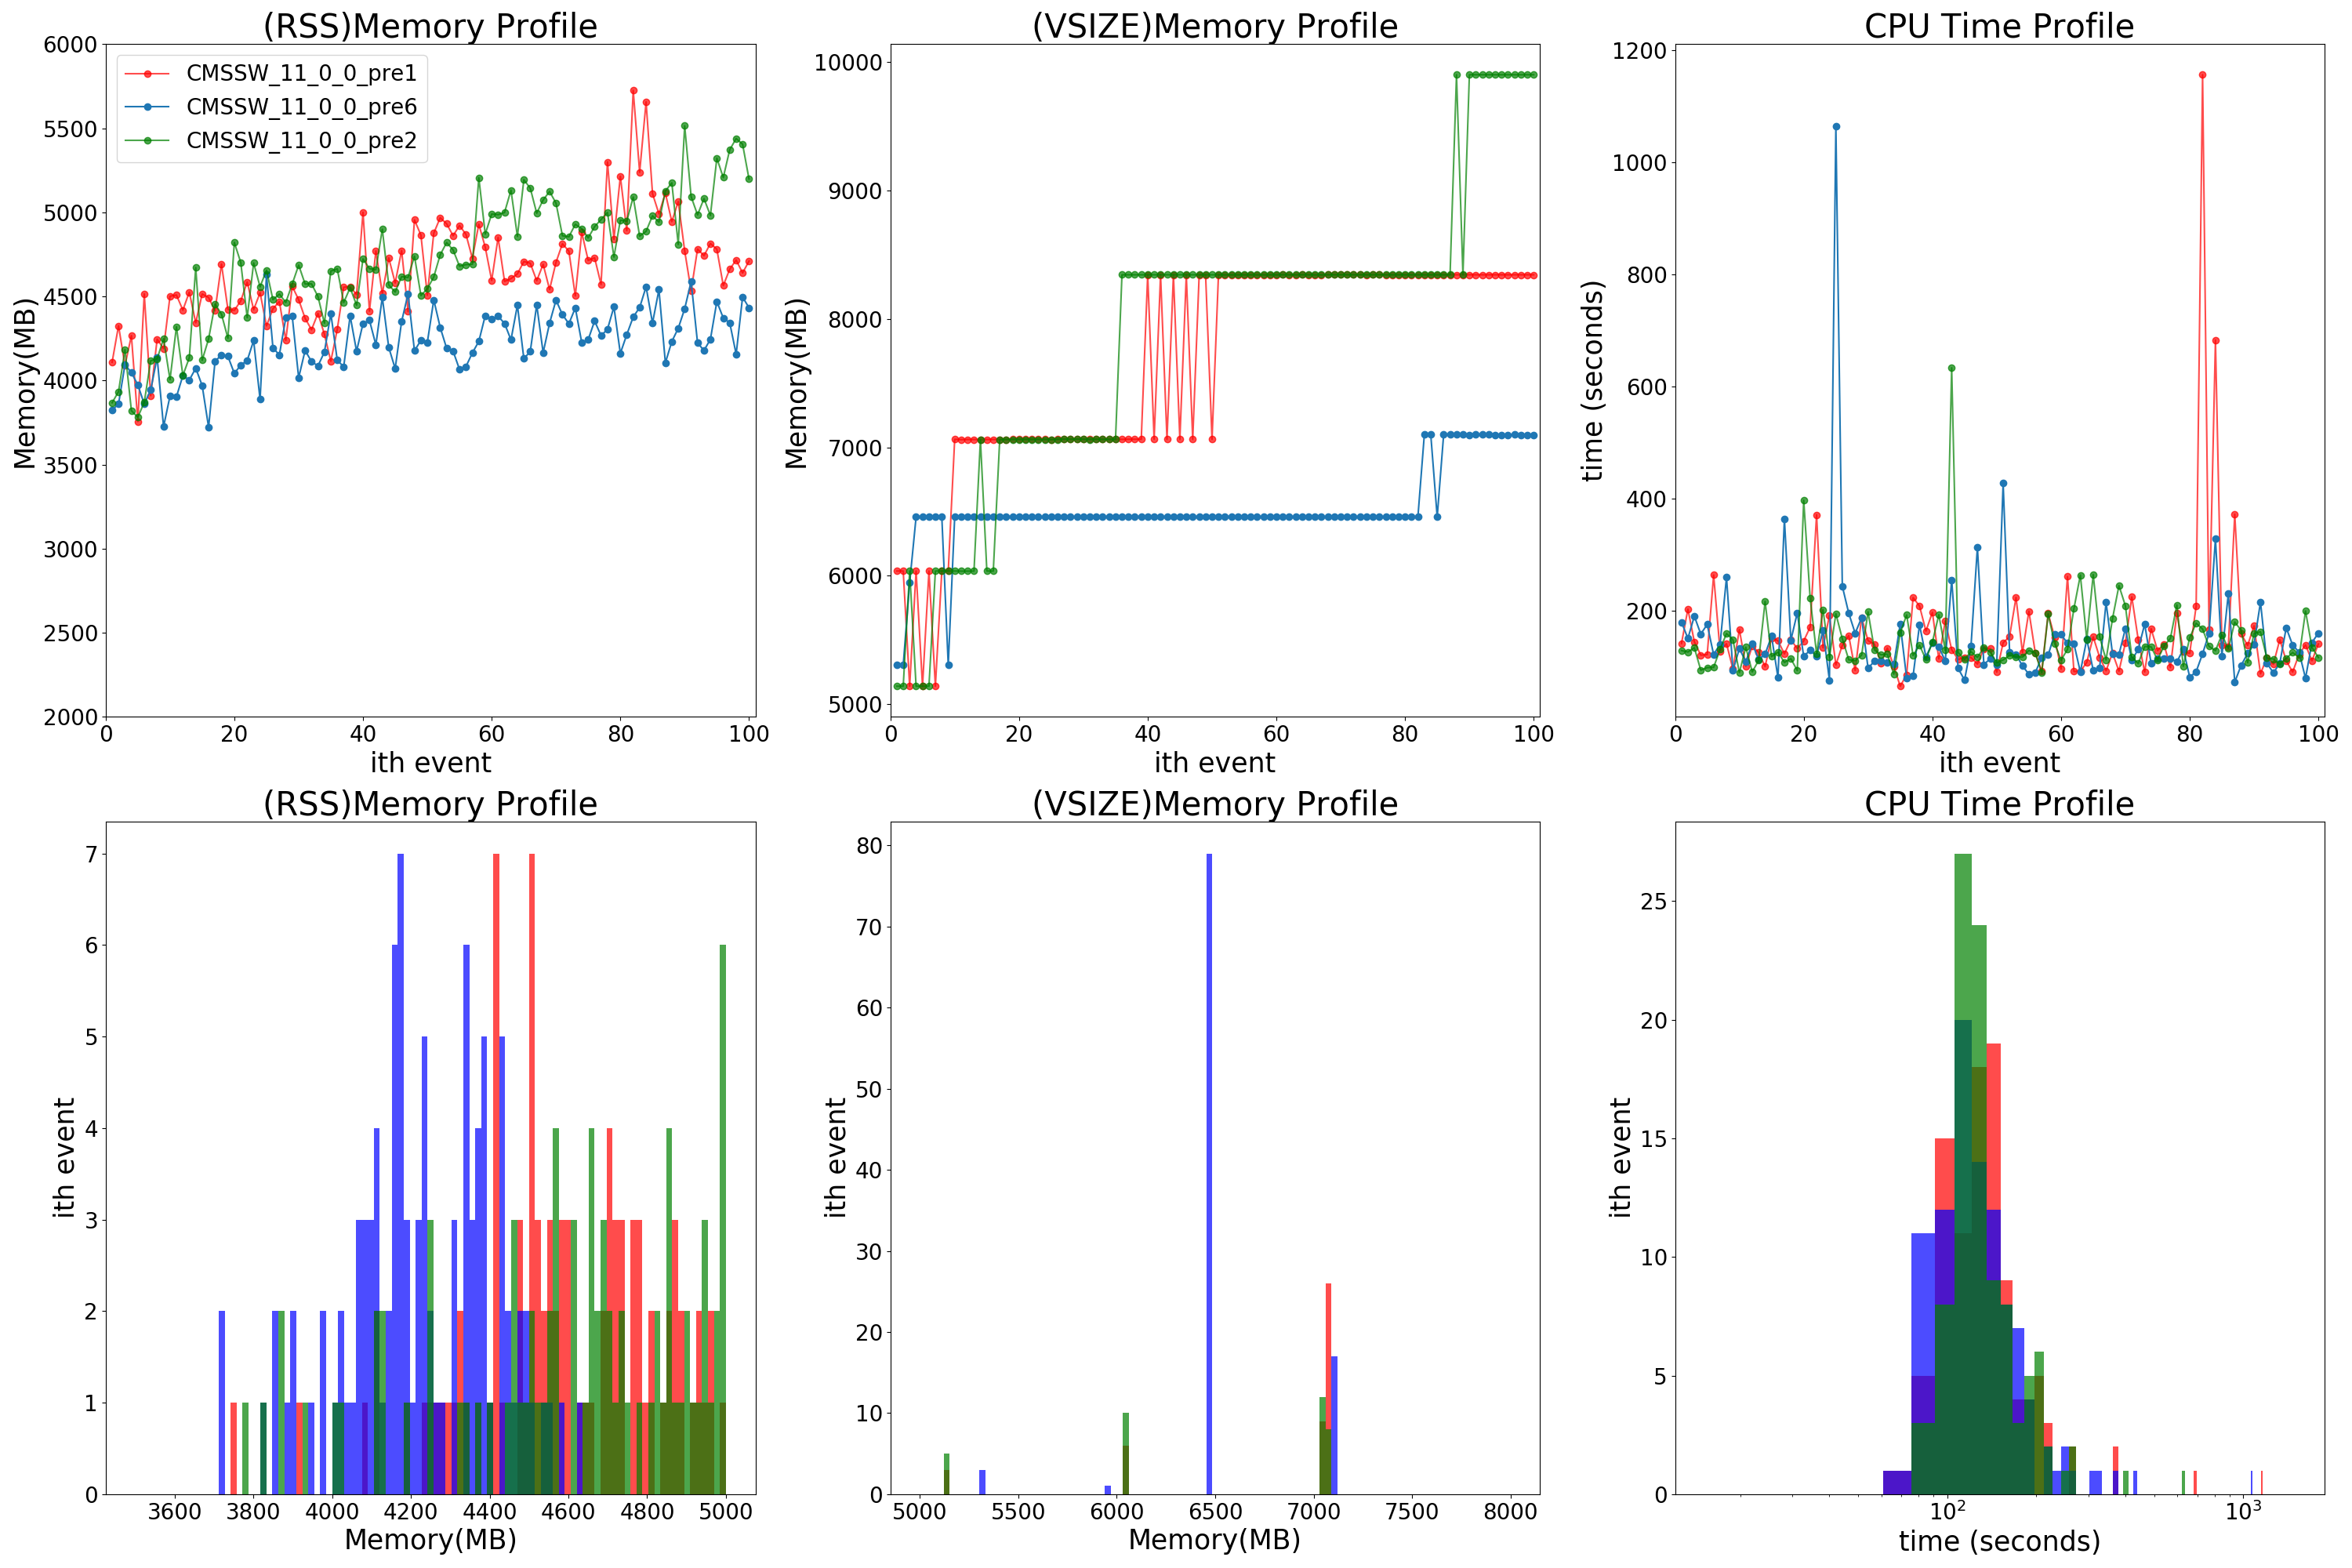 (RSS)Memory Profile
CMSSW_11_0_0_pre1
CMSSW_11_0_0_pre6
CMSSW_11_0_0_pre2
6000
5500
5000
4500
4000
3500
3000
2500
2000
Memory(MB)
0 20 40 60 80 100
ith event
(VSIZE)Memory Profile
10000
9000
8000
7000
6000
5000
Memory(MB)
0 20 40 60 80 100
ith event
CPU Time Profile
1200
1000
800
600
400
200
time (seconds)
0 20 40 60 80 100
ith event
(RSS)Memory Profile
7
6
5
4
3
2
1
0
ith event
3600 3800 4000 4200 4400 4600 4800 5000
Memory(MB)
(VSIZE)Memory Profile
80
70
60
50
40
30
20
10
0
ith event
5000 5500 6000 6500 7000 7500 8000
Memory(MB)
CPU Time Profile
25
20
15
10
5
0
ith event
10² 10³
time (seconds)